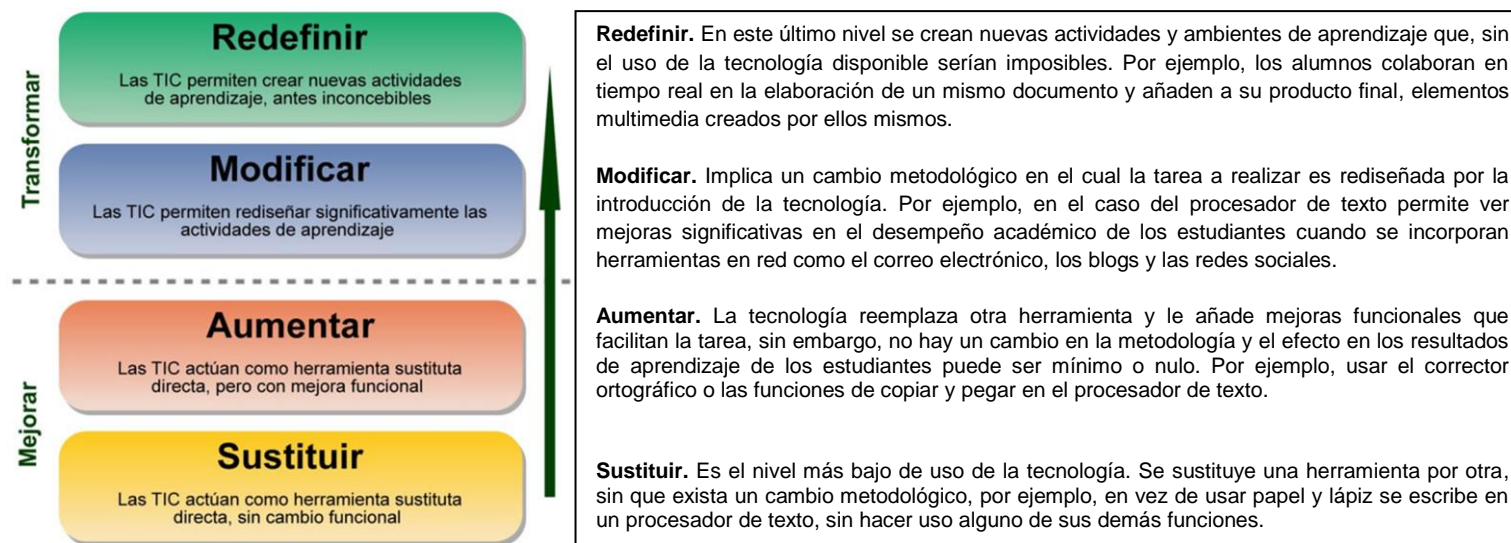 Transformar
Redefinir
Las TIC permiten crear nuevas actividades
de aprendizaje, antes inconcebibles
Modificar
Las TIC permiten rediseñar significativamente las
actividades de aprendizaje
Mejorar
Aumentar
Las TIC actúan como herramienta sustituta
directa, pero con mejora funcional
Sustituir
Las TIC actúan como herramienta sustituta
directa, sin cambio funcional
Redefinir. En este último nivel se crean nuevas actividades y ambientes de aprendizaje que, sin
el uso de la tecnología disponible serían imposibles. Por ejemplo, los alumnos colaboran en
tiempo real en la elaboración de un mismo documento y añaden a su producto final, elementos
multimedia creados por ellos mismos.
Modificar. Implica un cambio metodológico en el cual la tarea a realizar es rediseñada por la
introducción de la tecnología. Por ejemplo, en el caso del procesador de texto permite ver
mejoras significativas en el desempeño académico de los estudiantes cuando se incorporan
herramientas en red como el correo electrónico, los blogs y las redes sociales.
Aumentar. La tecnología reemplaza otra herramienta y le añade mejoras funcionales que
facilitan la tarea, sin embargo, no hay un cambio en la metodología y el efecto en los resultados
de aprendizaje de los estudiantes puede ser mínimo o nulo. Por ejemplo, usar el corrector
ortográfico o las funciones de copiar y pegar en el procesador de texto.
Sustituir. Es el nivel más bajo de uso de la tecnología. Se sustituye una herramienta por otra,
sin que exista un cambio metodológico, por ejemplo, en vez de usar papel y lápiz se escribe en
un procesador de texto, sin hacer uso alguno de sus demás funciones.